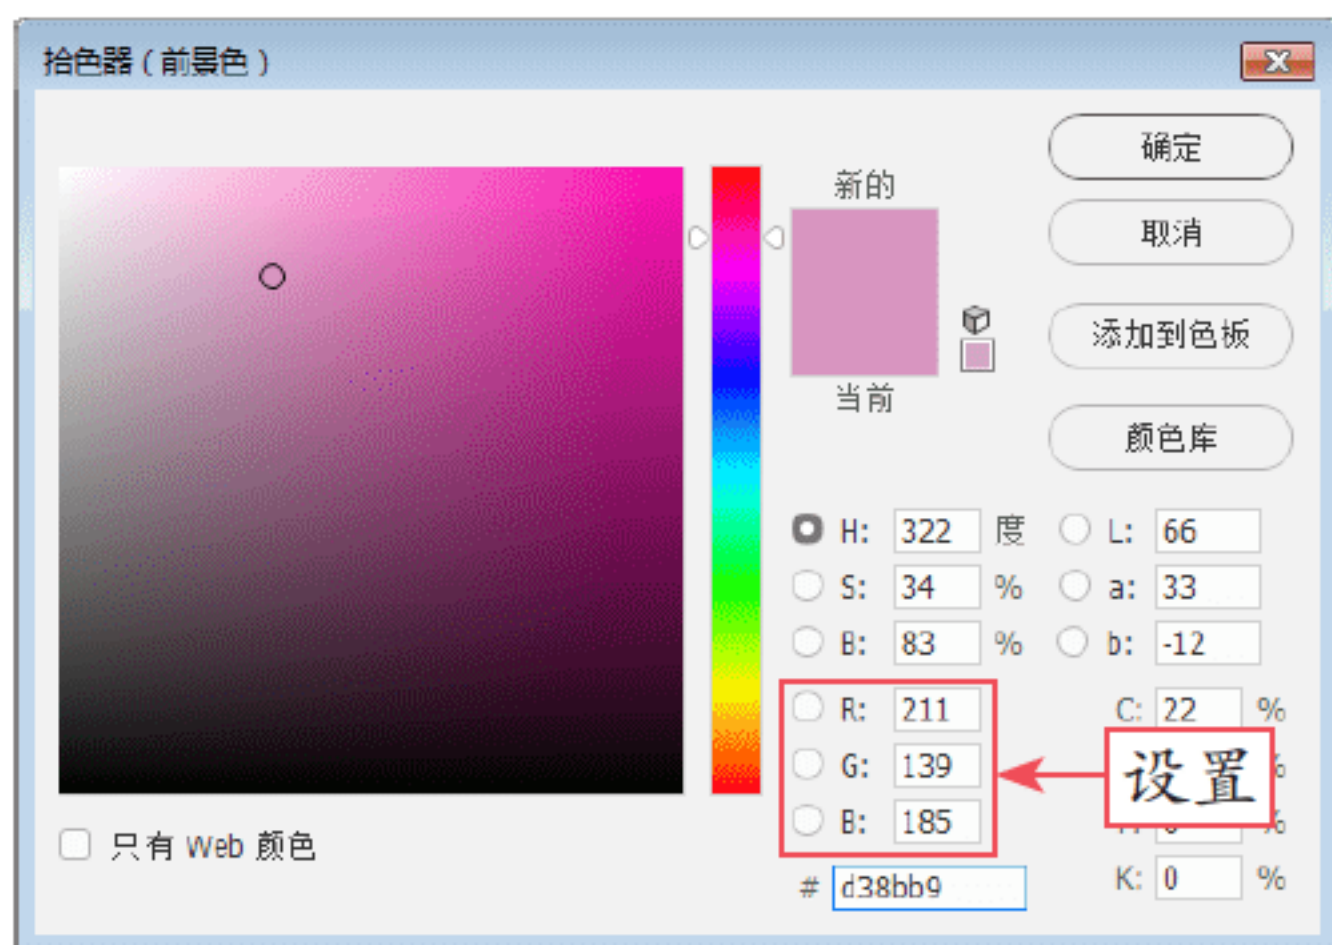 拾色器（前景色）
确定
新的
取消
添加到色板
当前
颜色库
H: 322 度 L: 66
S: 34 % a: 33
B: 83 % b: -12
R: 211 C: 22 %
G: 139 设置 %
B: 185 %
只有 Web 颜色
# d38bb9 K: 0 %